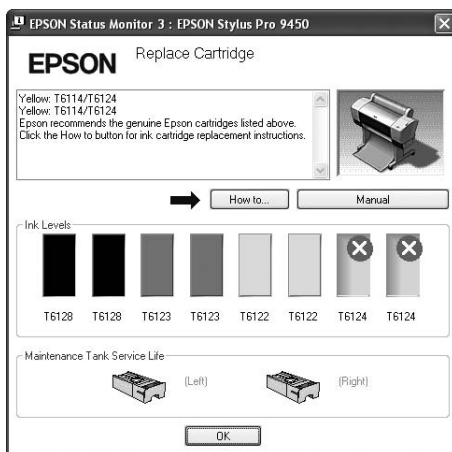 EPSON Status Monitor 3 : EPSON Stylus Pro 9450
EPSON
Replace Cartridge
Yellow: T6114/T6124
Yellow: T6114/T6124
Epson recommends the genuine Epson cartridges listed above.
Click the How to button for ink cartridge replacement instructions.
How to... Manual
Ink Levels
T6128 T6128 T6123 T6123 T6122 T6122 T6124 T6124
Maintenance Tank Service Life
(Left) (Right)
OK